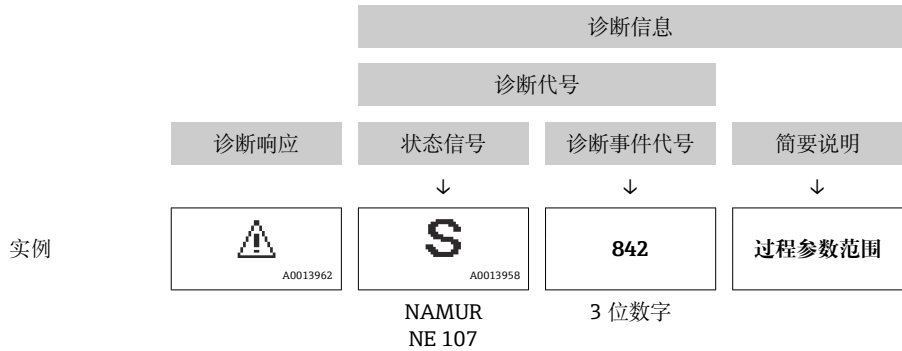 诊断信息
诊断代号
诊断响应 状态信号 诊断事件代号 简要说明
↓ ↓ ↓
实例 S 842 过程参数范围
A0013962 A0013958
NAMUR 3 位数字
NE 107